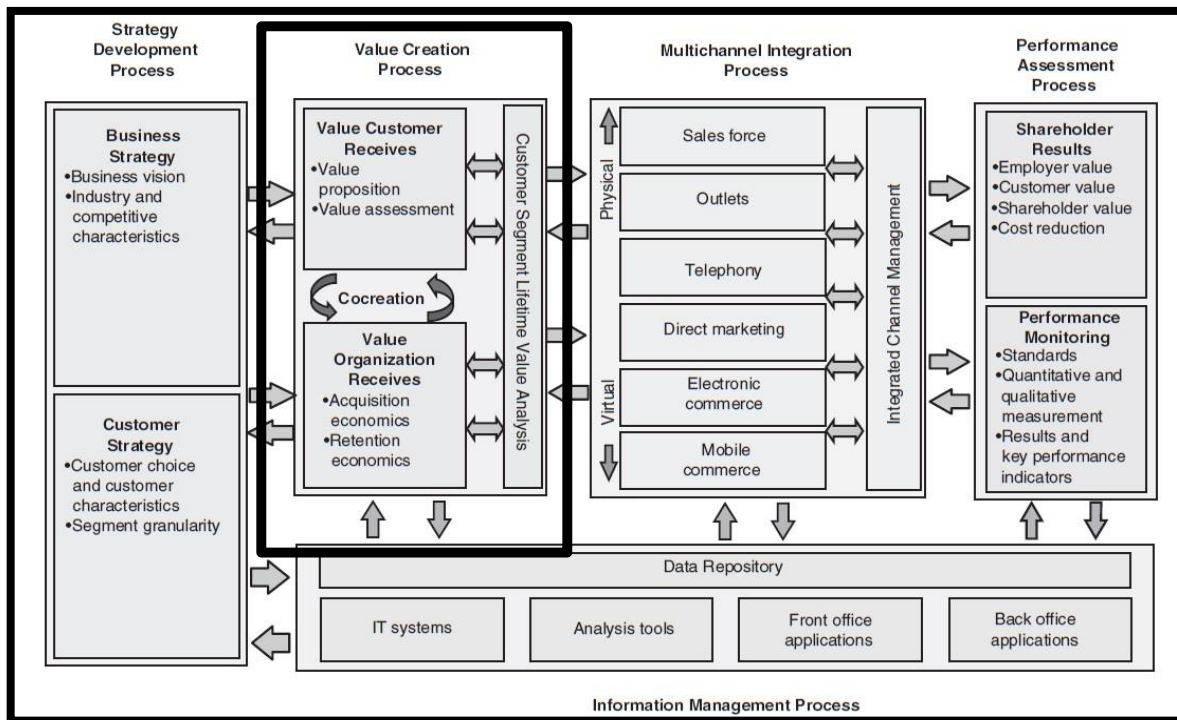 Strategy
Development
Process
Business
Strategy
•Business vision
•Industry and
competitive
characteristics
Customer
Strategy
•Customer choice
and customer
characteristics
•Segment granularity
Value Creation
Process
Value Customer
Receives
•Value
proposition
•Value assessment
Cocreation
Value
Organization
Receives
•Acquisition
economics
•Retention
economics
Customer Segment Lifetime Value Analysis
Multichannel Integration
Process
Physical
Virtual
Sales force
Outlets
Telephony
Direct marketing
Electronic
commerce
Mobile
commerce
Integrated Channel Management
Performance
Assessment
Process
Shareholder
Results
•Employer value
•Customer value
•Shareholder value
•Cost reduction
Performance
Monitoring
•Standards
•Quantitative and
qualitative
measurement
•Results and
key performance
indicators
Data Repository
IT systems
Analysis tools
Front office
applications
Back office
applications
Information Management Process